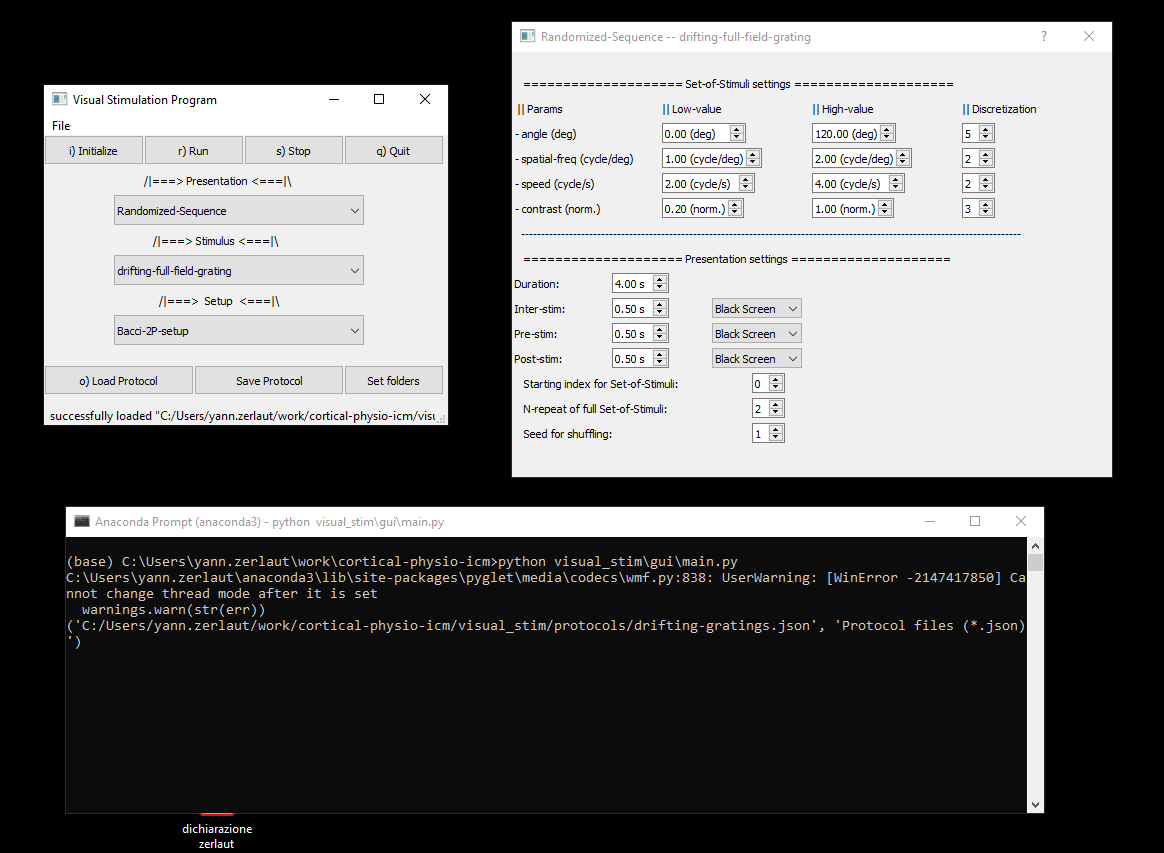 Visual Stimulation Program
File
i) Initialize r) Run s) Stop q) Quit
/|===> Presentation <===|\
Randomized-Sequence
/|===> Stimulus <===|\
drifting-full-field-grating
/|===> Setup <===|\
Bacci-2P-setup
o) Load Protocol Save Protocol Set folders
successfully loaded "C:/Users/yann.zerlaut/work/cortical-physio-icm/visu
Randomized-Sequence -- drifting-full-field-grating ?
==================== Set-of-Stimuli settings ====================
|| Params || Low-value || High-value || Discretization
- angle (deg) 0.00 (deg) 120.00 (deg) 5
- spatial-freq (cycle/deg) 1.00 (cycle/deg) 2.00 (cycle/deg) 2
- speed (cycle/s) 2.00 (cycle/s) 4.00 (cycle/s) 2
- contrast (norm.) 0.20 (norm.) 1.00 (norm.) 3
==================== Presentation settings ====================
Duration: 4.00 s
Inter-stim: 0.50 s Black Screen
Pre-stim: 0.50 s Black Screen
Post-stim: 0.50 s Black Screen
Starting index for Set-of-Stimuli: 0
N-repeat of full Set-of-Stimuli: 2
Seed for shuffling: 1
Anaconda Prompt (anaconda3) - python visual_stim\gui\main.py
(base) C:\Users\yann.zerlaut\work\cortical-physio-icm>python visual_stim\gui\main.py
C:\Users\yann.zerlaut\anaconda3\lib\site-packages\pyglet\media\codecs\wmf.py:838: UserWarning: [WinError -2147417850] Ca
nnot change thread mode after it is set
warnings.warn(str(err))
('C:/Users/yann.zerlaut/work/cortical-physio-icm/visual_stim/protocols/drifting-gratings.json', 'Protocol files (*.json)
')
dichiarazione
zerlaut